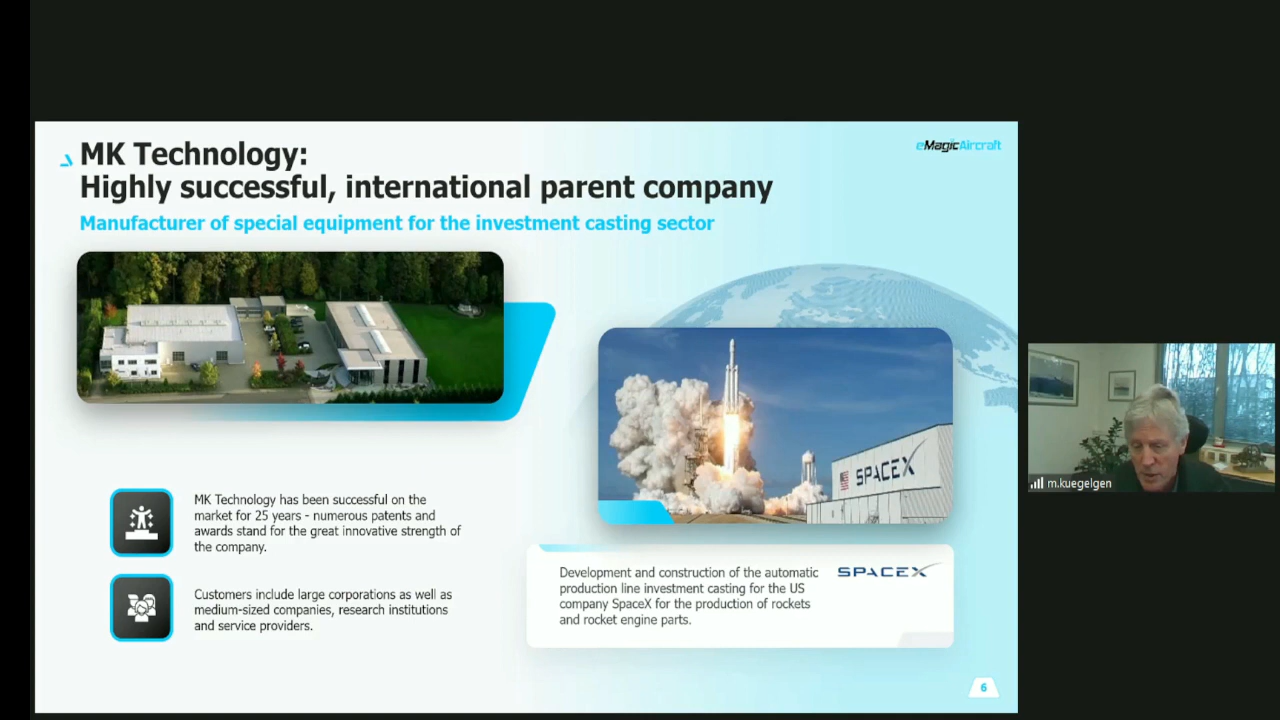 eMagicAircraft
MK Technology:
Highly successful, international parent company
Manufacturer of special equipment for the investment casting sector
SPACEX
MK Technology has been successful on the
market for 25 years - numerous patents and
awards stand for the great innovative strength of
the company.
Customers include large corporations as well as
medium-sized companies, research institutions
and service providers.
Development and construction of the automatic
production line investment casting for the US
company SpaceX for the production of rockets
and rocket engine parts.
SPACEX
6
m.kuegelgen